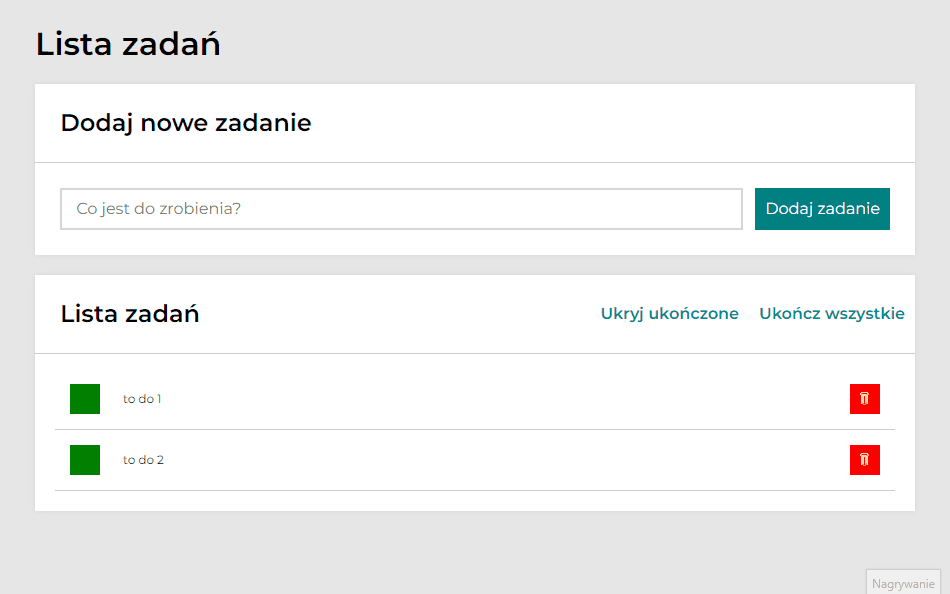 Lista zadań
Dodaj nowe zadanie
Co jest do zrobienia?
Dodaj zadanie
Lista zadań
Ukryj ukończone
Ukończ wszystkie
to do 1
to do 2
Nagrywanie